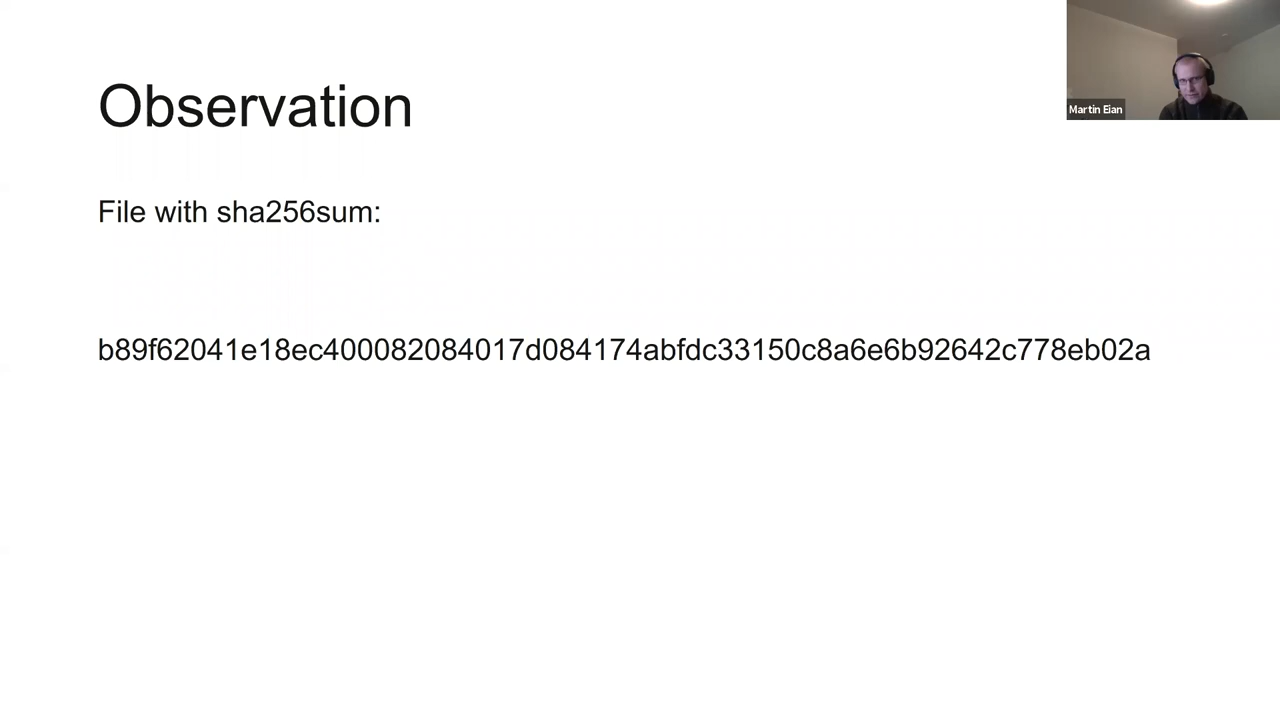 Observation
Martin Eian
File with sha256sum:
b89f62041e18ec400082084017d084174abfdc33150c8a6e6b92642c778eb02a